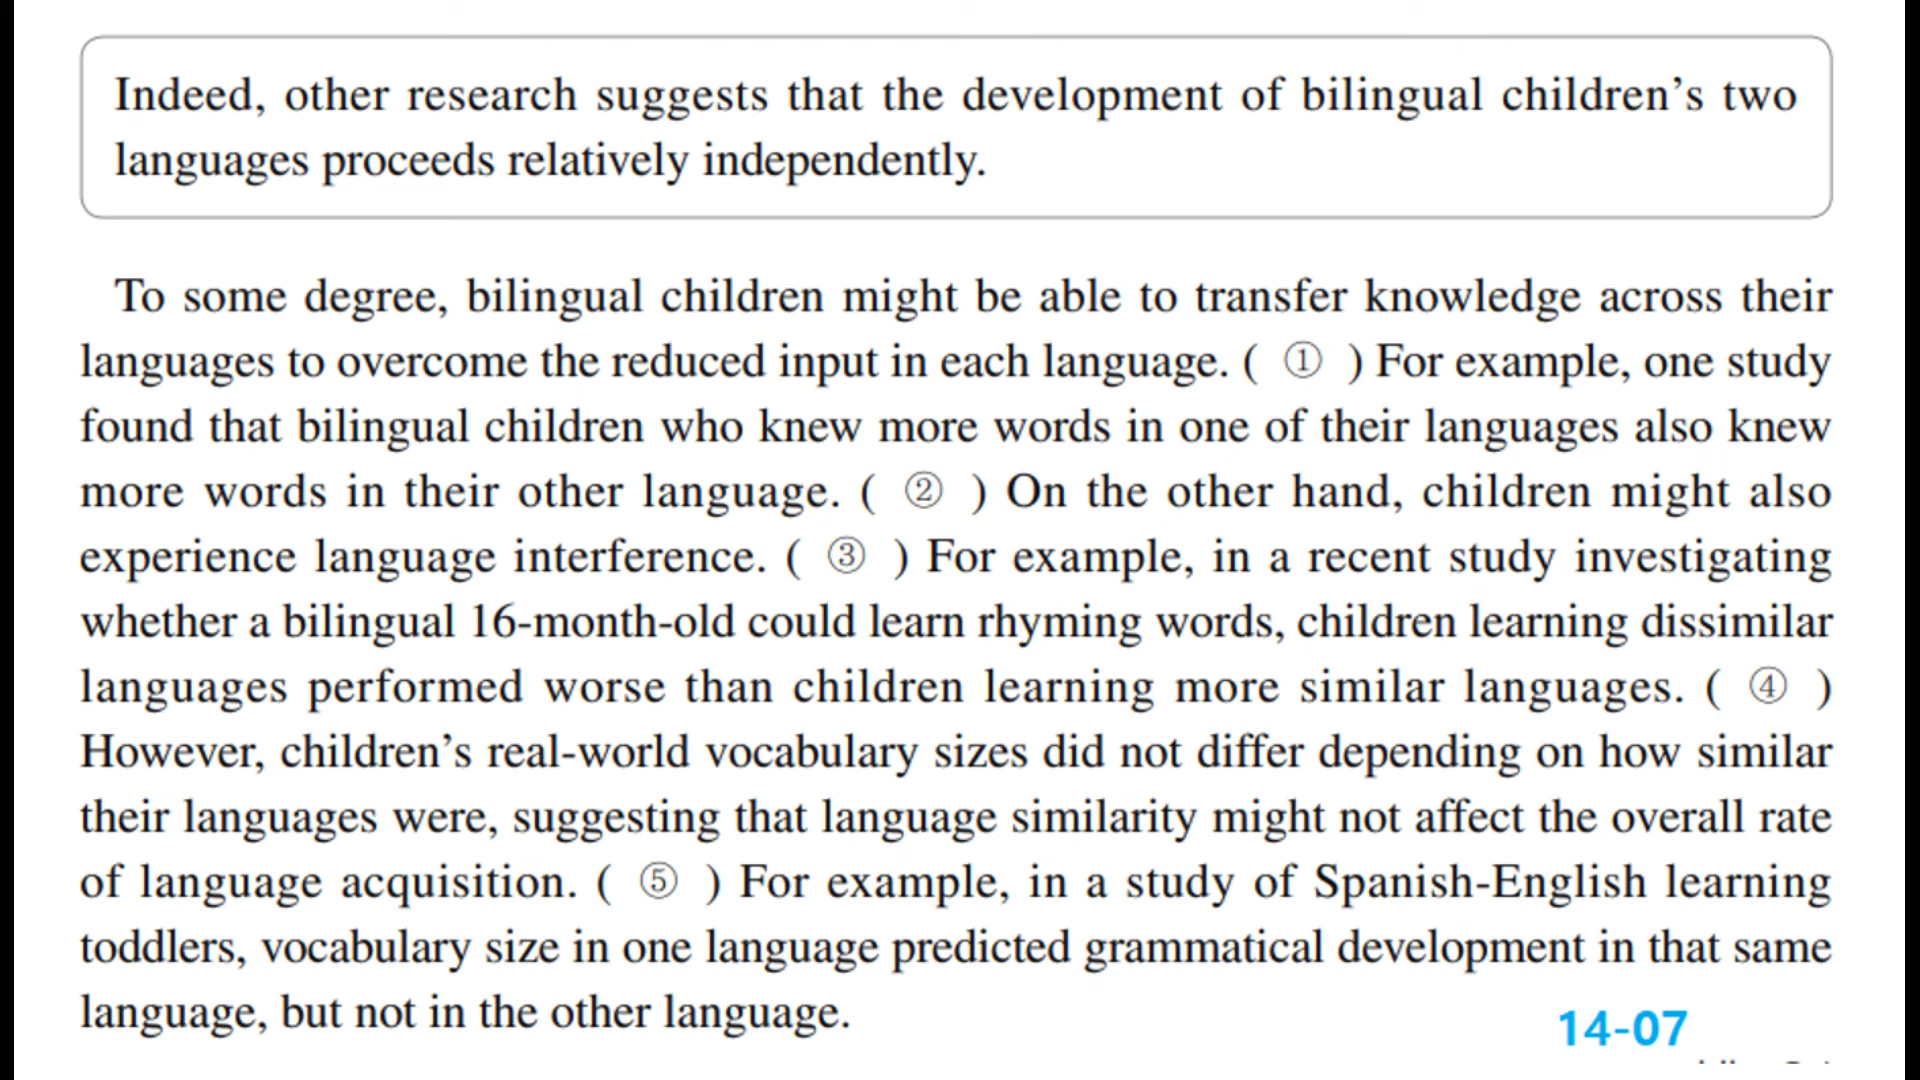 Indeed, other research suggests that the development of bilingual children's two
languages proceeds relatively independently.
To some degree, bilingual children might be able to transfer knowledge across their
languages to overcome the reduced input in each language. ( ① ) For example, one study
found that bilingual children who knew more words in one of their languages also knew
more words in their other language. ( ② ) On the other hand, children might also
experience language interference. ( ③ ) For example, in a recent study investigating
whether a bilingual 16-month-old could learn rhyming words, children learning dissimilar
languages performed worse than children learning more similar languages. ( ④ )
However, children's real-world vocabulary sizes did not differ depending on how similar
their languages were, suggesting that language similarity might not affect the overall rate
of language acquisition. ( ⑤ ) For example, in a study of Spanish-English learning
toddlers, vocabulary size in one language predicted grammatical development in that same
language, but not in the other language.
14-07